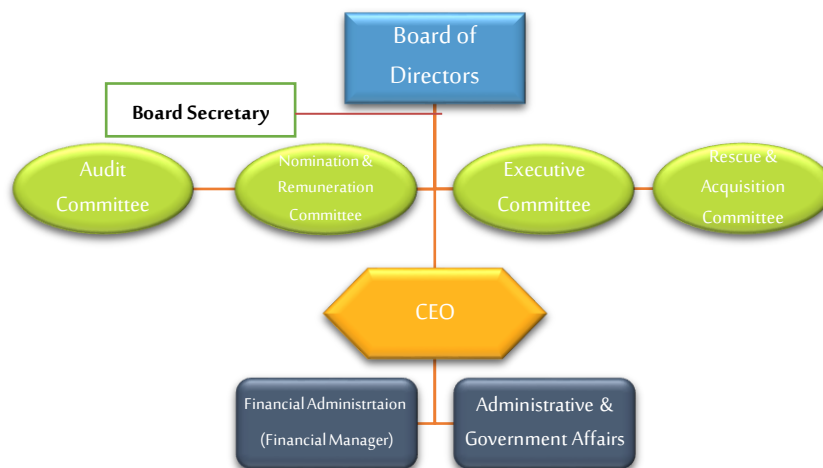 Board of
Directors
Board Secretary
Audit
Committee
Nomination &
Remuneration
Committee
Executive
Committee
Rescue &
Acquisition
Committee
CEO
Financial Administrtaion
(Financial Manager)
Administrative &
Government Affairs